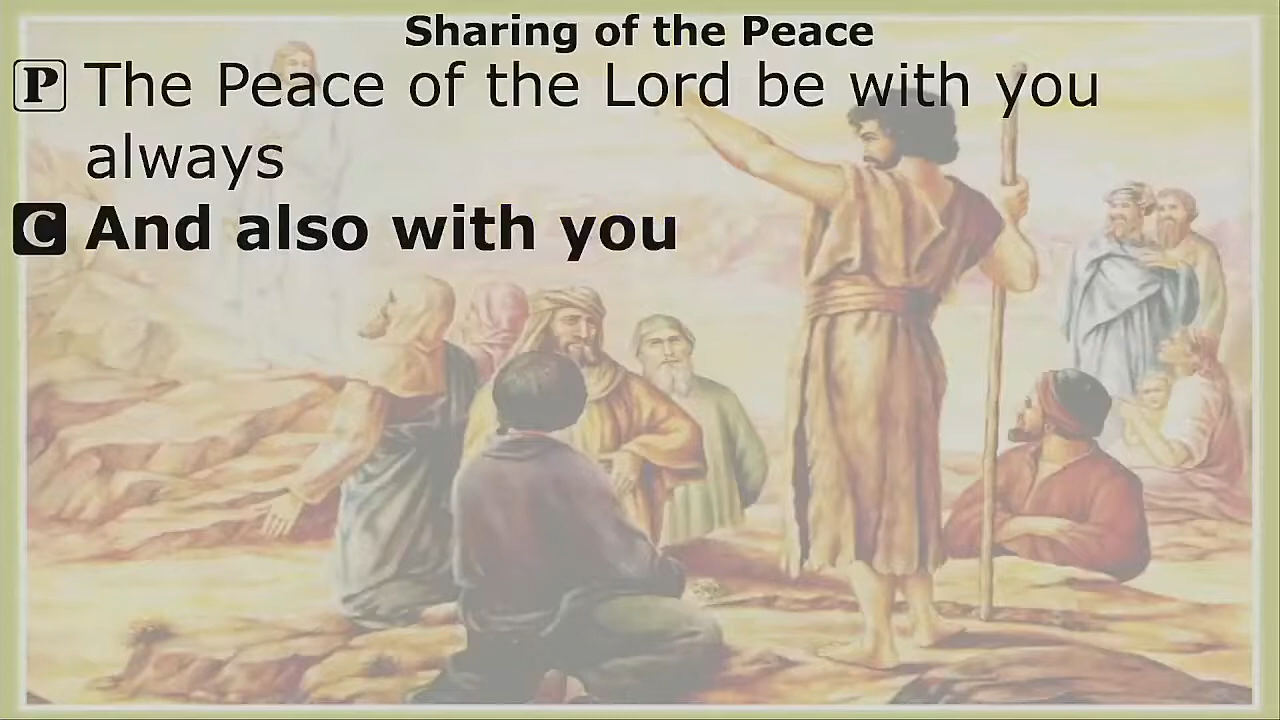 Sharing of the Peace
P The Peace of the Lord be with you
always
C And also with you